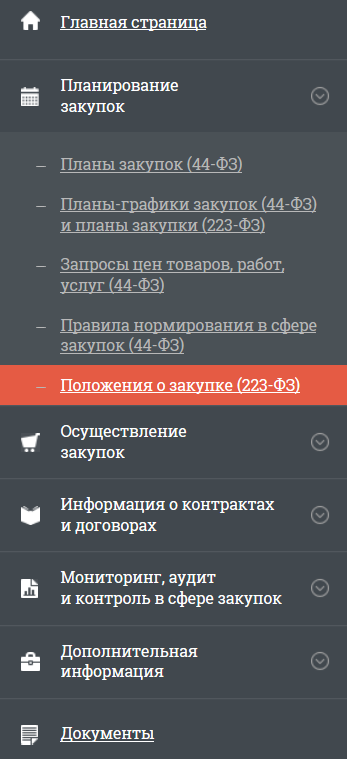 Главная страница
Планирование
закупок
– Планы закупок (44-ФЗ)
– Планы-графики закупок (44-ФЗ)
и планы закупки (223-ФЗ)
– Запросы цен товаров, работ,
услуг (44-ФЗ)
– Правила нормирования в сфере
закупок (44-ФЗ)
– Положения о закупке (223-ФЗ)
Осуществление
закупок
Информация о контрактах
и договорах
Мониторинг, аудит
и контроль в сфере закупок
Дополнительная
информация
Документы